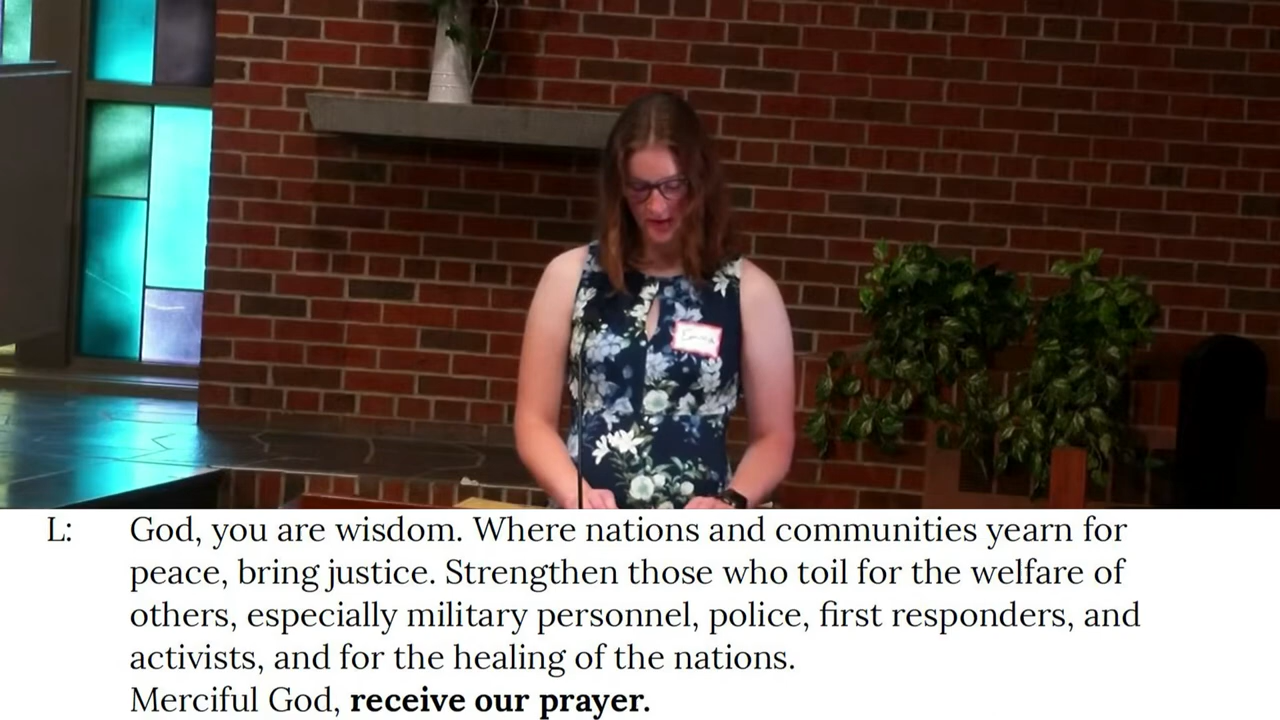 Emma
L: God, you are wisdom. Where nations and communities yearn for
peace, bring justice. Strengthen those who toil for the welfare of
others, especially military personnel, police, first responders, and
activists, and for the healing of the nations.
Merciful God, receive our prayer.